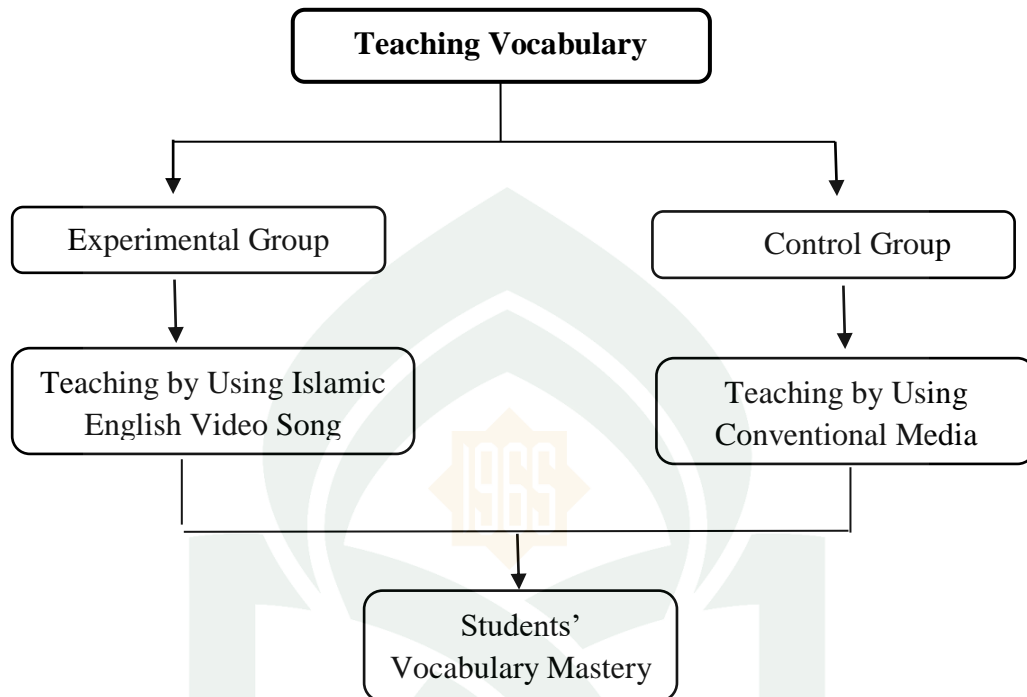 Teaching Vocabulary
Experimental Group
Control Group
Teaching by Using Islamic
English Video Song
Teaching by Using
Conventional Media
1965
Students’
Vocabulary Mastery